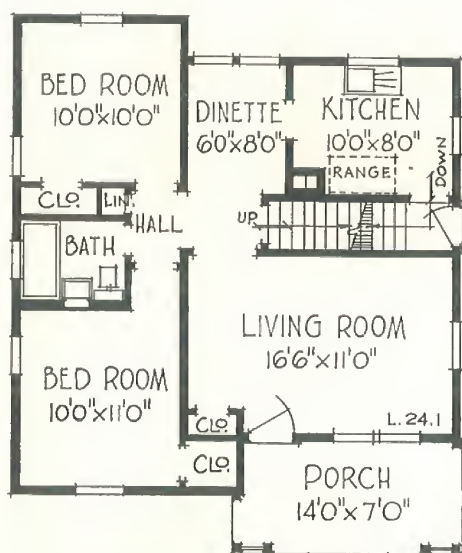 BED ROOM
10'0"x10'0"
DINETTE
6'0"x8'0"
KITCHEN
10'0"x8'0"
RANGE
DOWN
CLO.
LIN
HALL
UP
BATH
LIVING ROOM
16'6"x11'0"
BED ROOM
10'0"x11'0"
CLO.
L.24.1
CLO.
PORCH
14'0"x7'0"